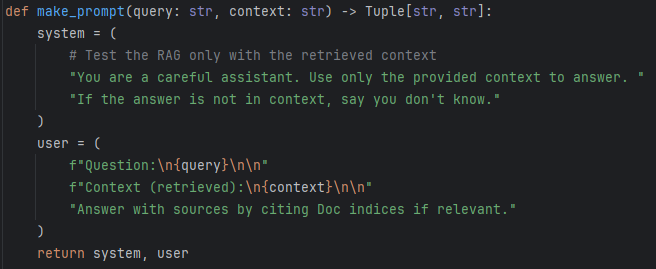 def make_prompt(query: str, context: str) -> Tuple[str, str]:
    system = (
        # Test the RAG only with the retrieved context
        "You are a careful assistant. Use only the provided context to answer. "
        "If the answer is not in context, say you don't know."
    )
    user = (
        f"Question:\n{query}\n\n"
        f"Context (retrieved):\n{context}\n\n"
        "Answer with sources by citing Doc indices if relevant."
    )
    return system, user